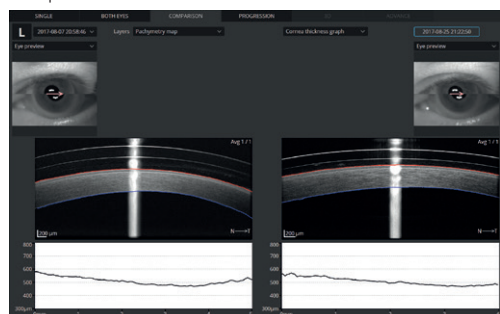 SINGLE BOTH EYES COMPARISON PROGRESSION
L 2017-08-07 20:58:46 Layers Pachymetry map Cornea thickness graph 2017-08-25 21:22:58
Eye preview Eye preview
Avg 1 / 1 Avg 1 / 1
200 µm N T 200 µm N T
800 800
700 700
600 600
500 500
400 400
300µm 300µm